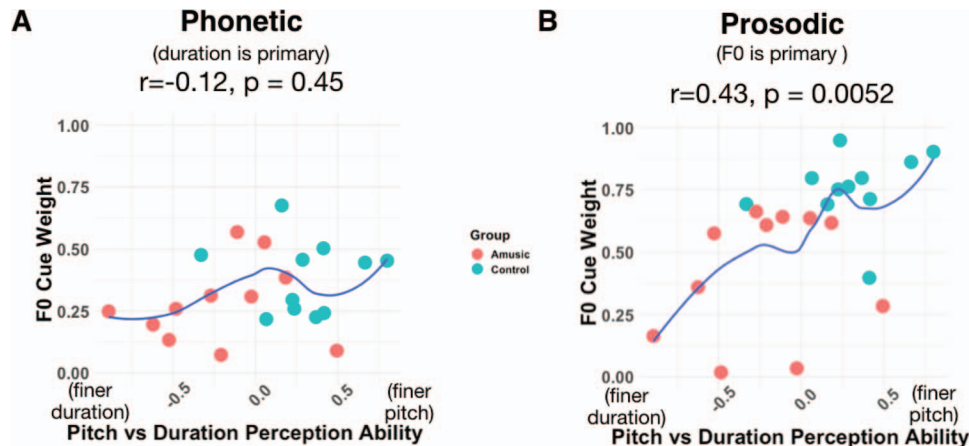 A
Phonetic
(duration is primary)
r=-0.12, p = 0.45
1.00
0.75
0.50
0.25
0.00
F0 Cue Weight
-0.5
0.0
0.5
(finer duration)
(finer pitch)
Pitch vs Duration Perception Ability
Group
Amusic
Control
B
Prosodic
(F0 is primary )
r=0.43, p = 0.0052
1.00
0.75
0.50
0.25
0.00
F0 Cue Weight
-0.5
0.0
0.5
(finer duration)
(finer pitch)
Pitch vs Duration Perception Ability